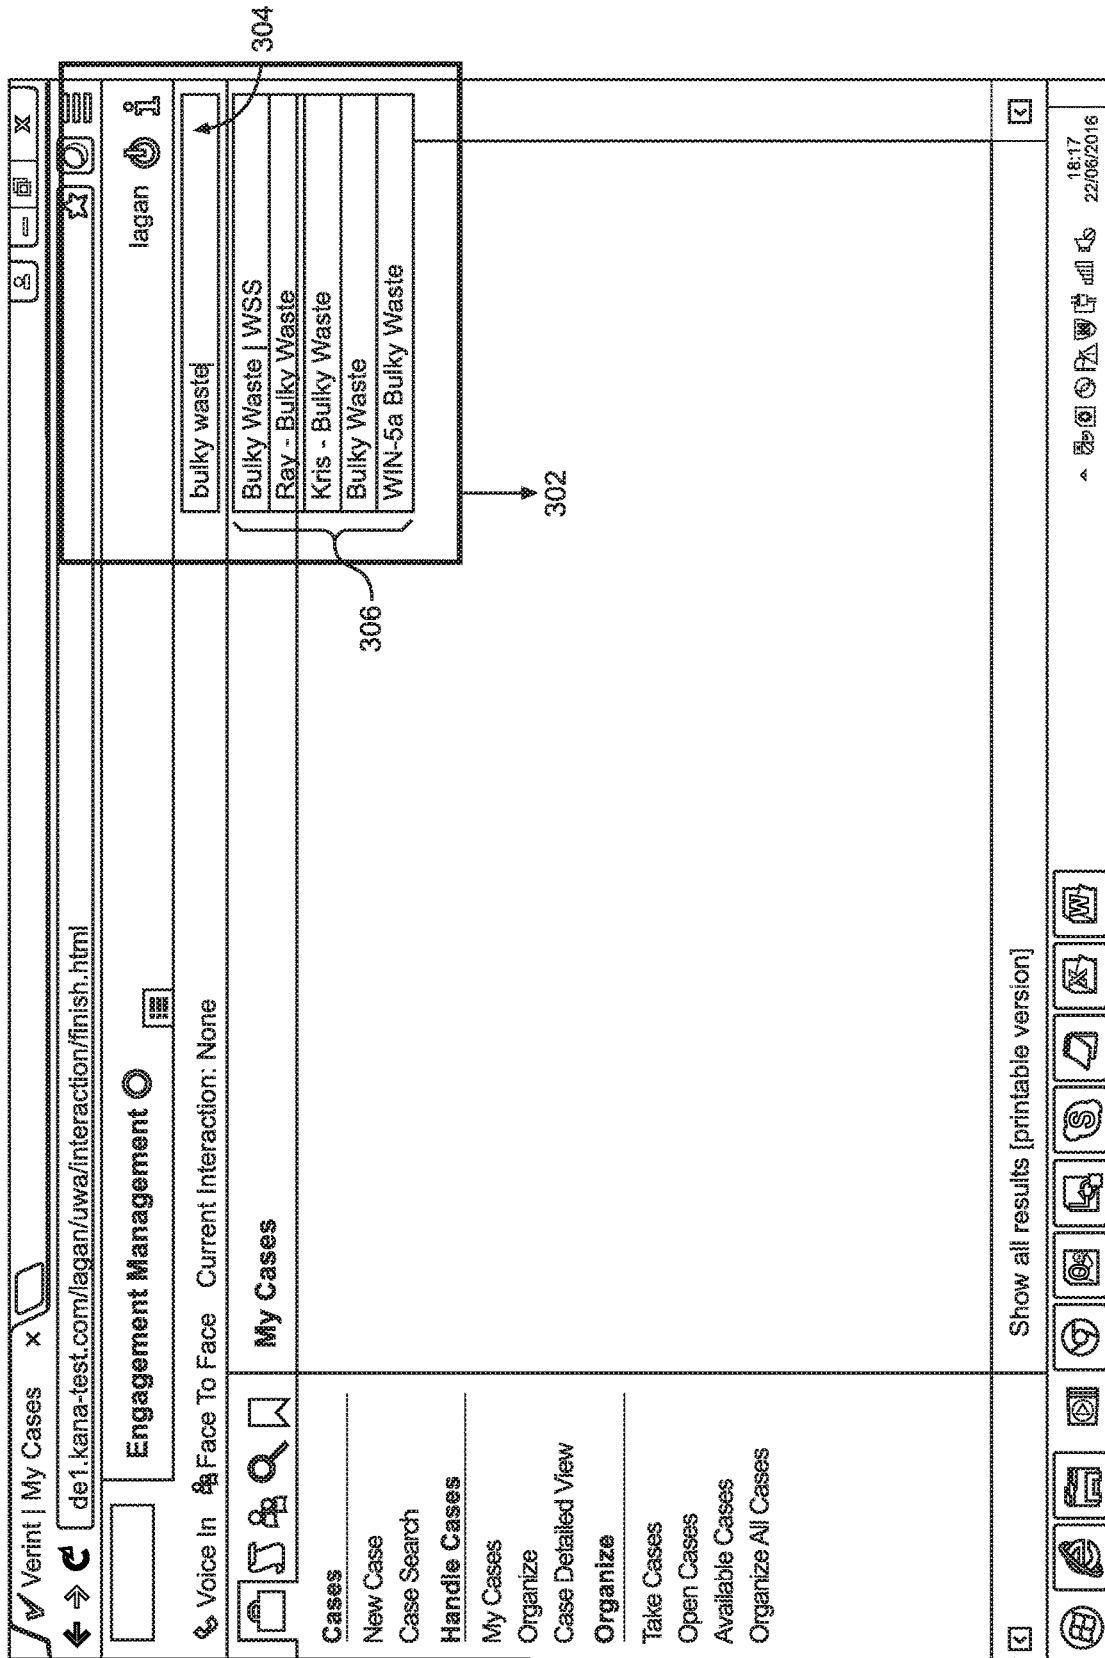 Verint | My Cases x
X
de1.kana-test.com/lagan/uwa/interaction/finish.html
Engagement Management
lagan
Voice In Face To Face Current Interaction: None
bulky waste
304
My Cases
Bulky Waste | WSS
Ray - Bulky Waste
Kris - Bulky Waste
Bulky Waste
WIN-5a Bulky Waste
306
302
Cases
New Case
Case Search
Handle Cases
My Cases
Organize
Case Detailed View
Organize
Take Cases
Open Cases
Available Cases
Organize All Cases
Show all results [printable version]
18:17
22/06/2016